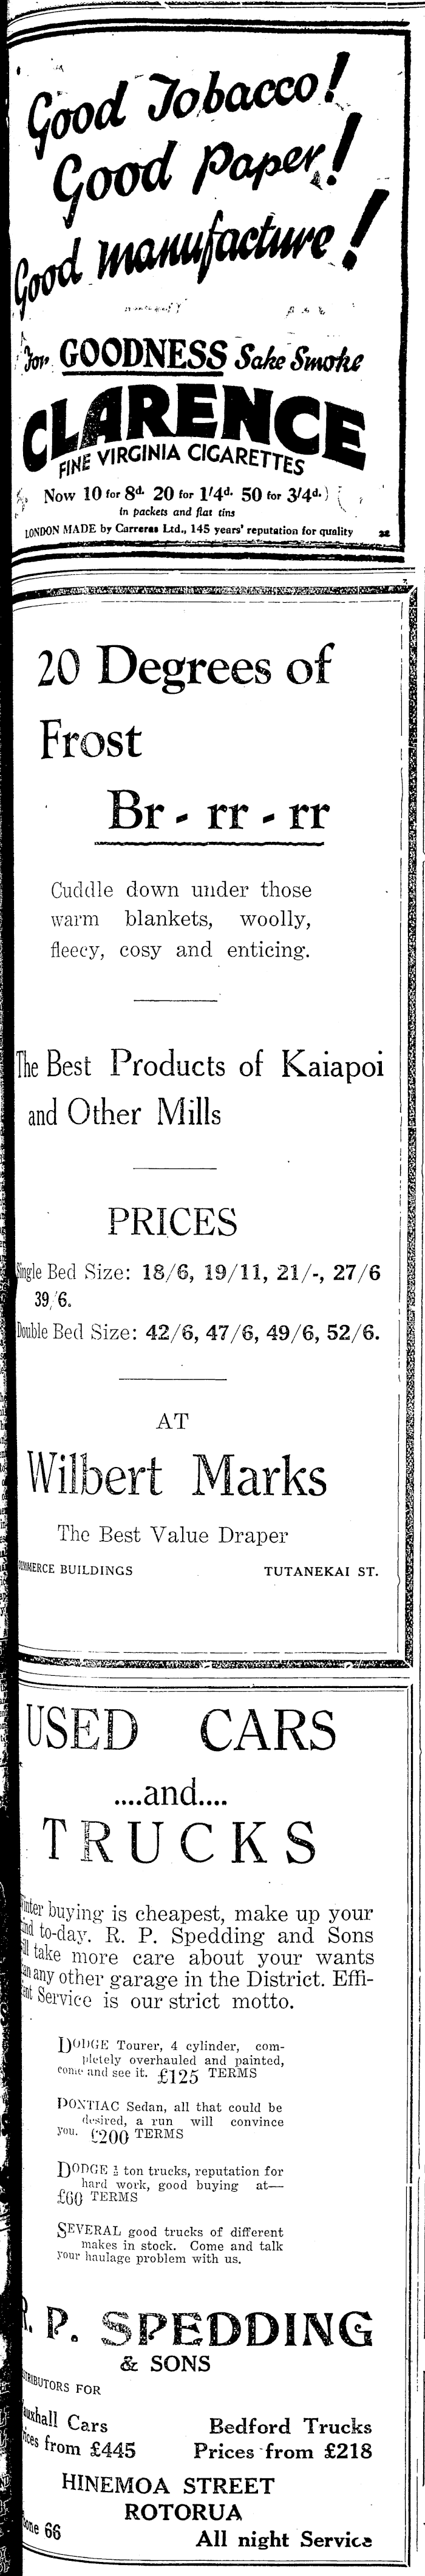 Good Tobacco!
Good Paper!
Good manufacture!
For GOODNESS Sake Smoke
CLARENCE
FINE VIRGINIA CIGARETTES
Now 10 for 8d. 20 for 1/4d. 50 for 3/4d.
in packets and flat tins
LONDON MADE by Carreras Ltd., 145 years' reputation for quality
20 Degrees of
Frost
Br - rr - rr
Cuddle down under those
warm blankets, woolly,
fleecy, cosy and enticing.
The Best Products of Kaiapoi
and Other Mills
PRICES
Single Bed Size: 18/6, 19/11, 21/-, 27/6
39/6.
Double Bed Size: 42/6, 47/6, 49/6, 52/6.
AT
Wilbert Marks
The Best Value Draper
COMMERCE BUILDINGS TUTANEKAI ST.
USED CARS
....and....
TRUCKS
Winter buying is cheapest, make up your
mind to-day. R. P. Spedding and Sons
will take more care about your wants
than any other garage in the District. Effi-
cient Service is our strict motto.
DODGE Tourer, 4 cylinder, com-
pletely overhauled and painted,
come and see it. £125 TERMS
PONTIAC Sedan, all that could be
desired, a run will convince
you. £200 TERMS
DODGE ton trucks, reputation for
hard work, good buying at—
£60 TERMS
SEVERAL good trucks of different
makes in stock. Come and talk
your haulage problem with us.
R. P. SPEDDING
& SONS
DISTRIBUTORS FOR
Vauxhall Cars Bedford Trucks
Prices from £445 Prices from £218
HINEMOA STREET
ROTORUA
Phone 66 All night Service